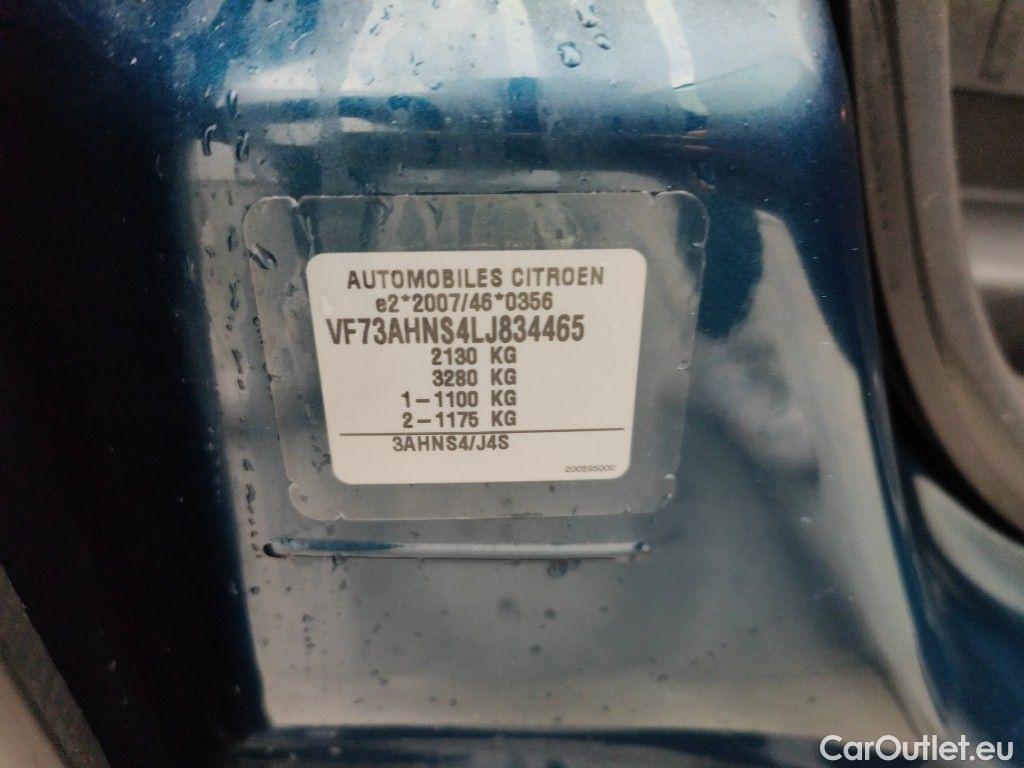 AUTOMOBILES CITROEN
e2*2007/46*0356
VF73AHNS4LJ834465
2130 KG
3280 KG
1-1100 KG
2-1175 KG
3AHNS4/J4S
200595000
CarOutlet.eu